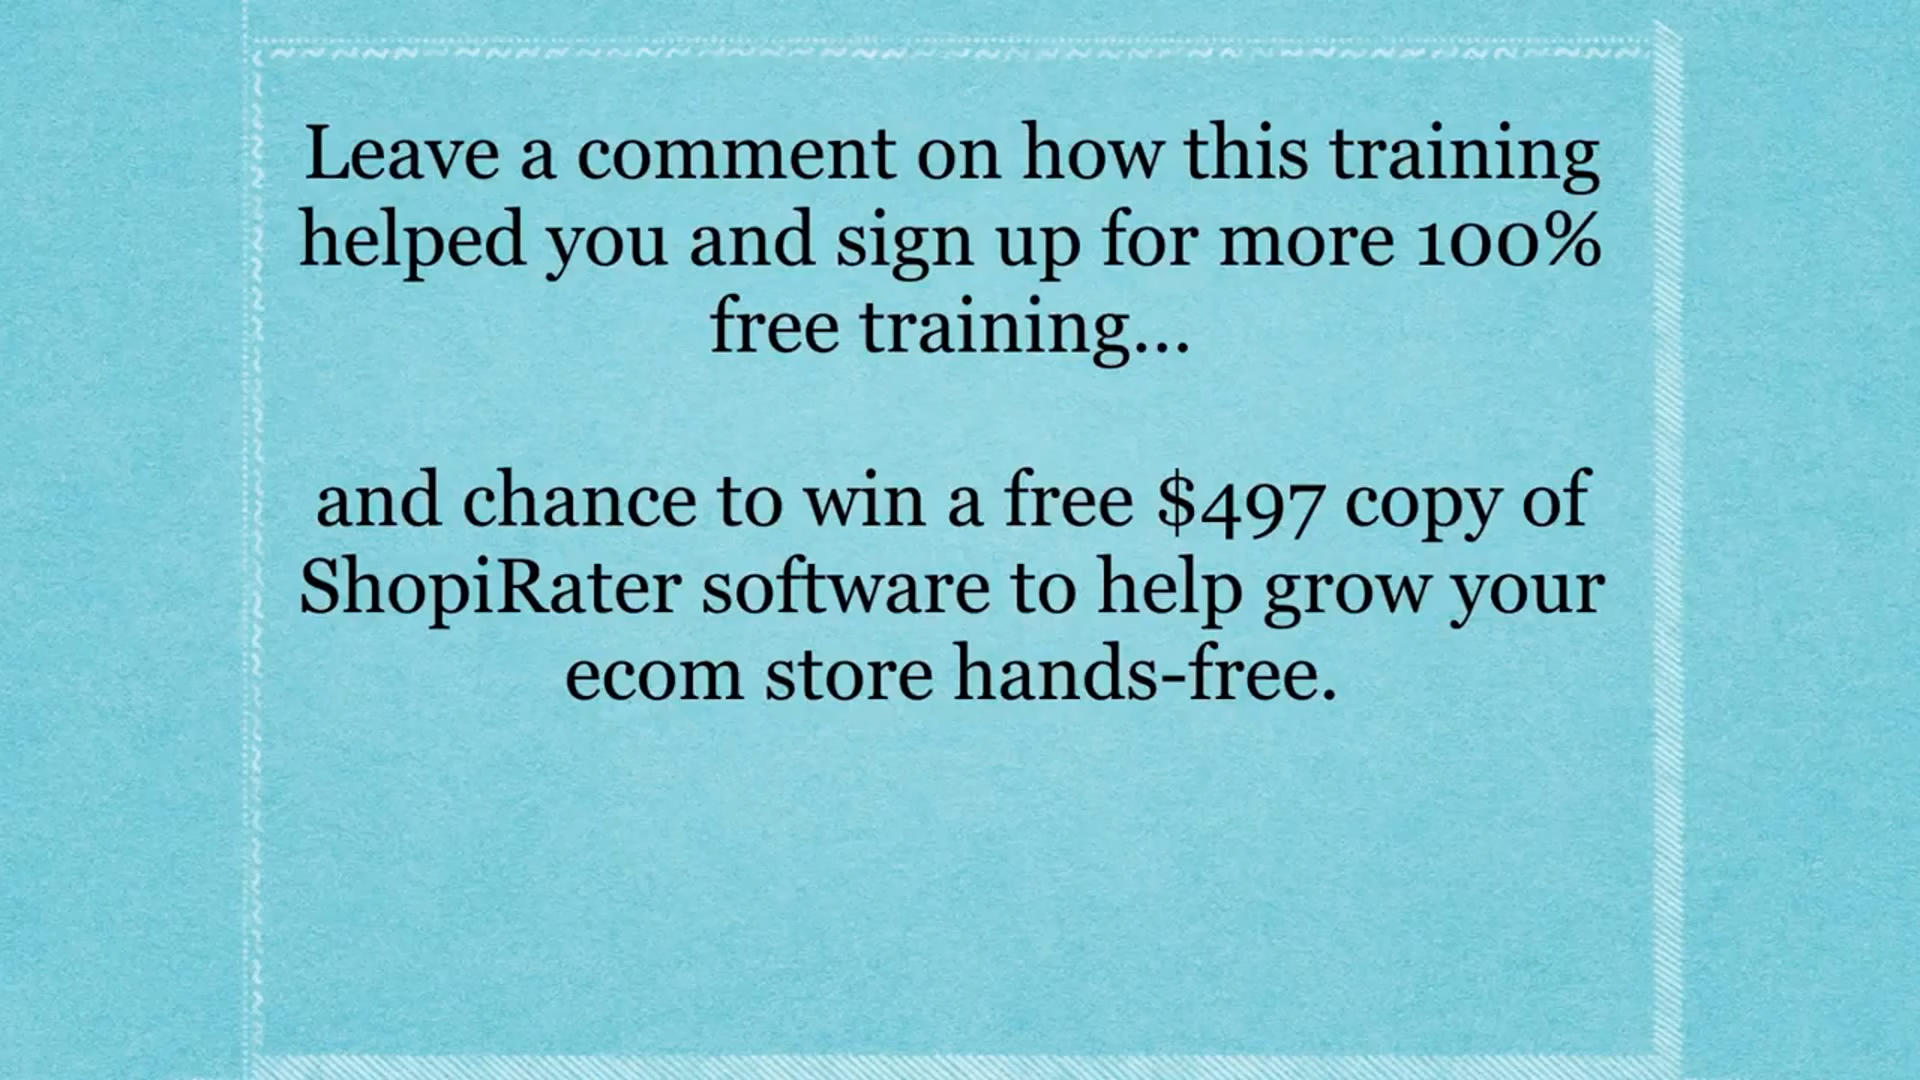 Leave a comment on how this training
helped you and sign up for more 100%
free training...
and chance to win a free $497 copy of
ShopiRater software to help grow your
ecom store hands-free.